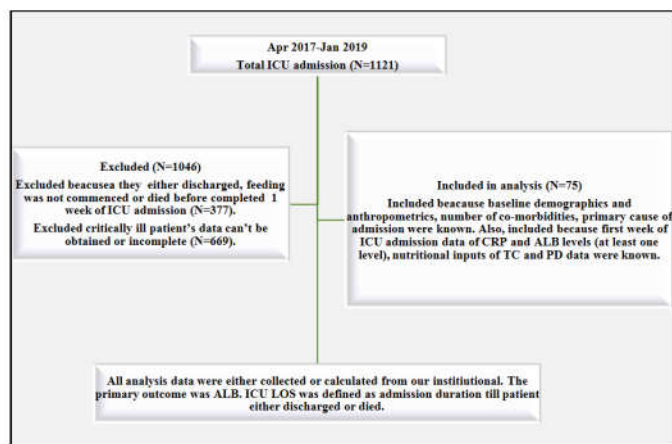 Apr 2017-Jan 2019
Total ICU admission (N=1121)
Excluded (N=1046)
Excluded beacusea they either discharged, feeding
was not commenced or died before completed 1
week of ICU admission (N=377).
Excluded critically ill patient's data can't be
obtained or incomplete (N=669).
Included in analysis (N=75)
Included beacause baseline demographics and
anthropometrics, number of co-morbidities, primary cause of
admission were known. Also, included because first week of
ICU admission data of CRP and ALB levels (at least one
level), nutritional inputs of TC and PD data were known.
All analysis data were either collected or calculated from our institiutional. The
primary outcome was ALB. ICU LOS was defined as admission duration till patient
either discharged or died.